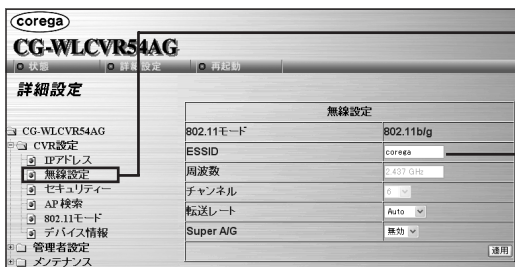 corega
CG-WLCVR54AG
状態 詳細設定 再起動
詳細設定
CG-WLCVR54AG
CVR設定
IPアドレス
無線設定
セキュリティー
AP検索
802.11モード
デバイス情報
管理者設定
メンテナンス
無線設定
802.11モード 802.11b/g
ESSID corega
周波数 2.437 GHz
チャンネル 6
転送レート Auto
Super A/G 無効
適用